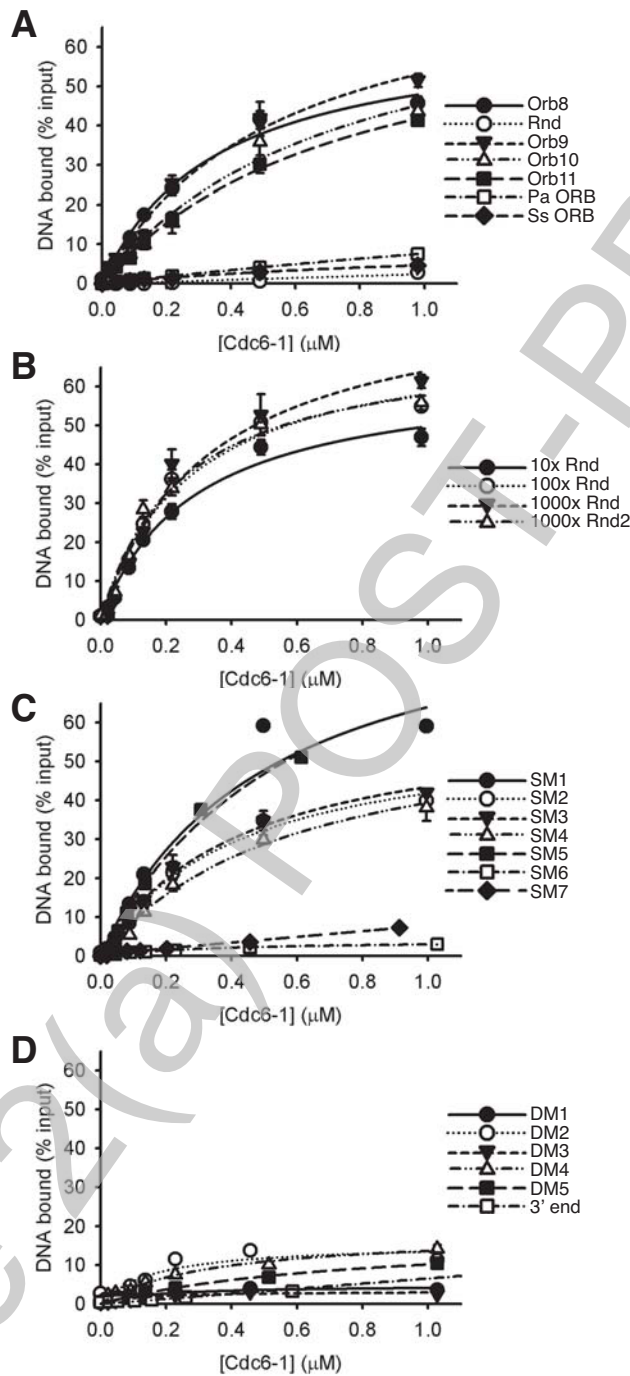 A
DNA bound (% input)
60
50
40
30
20
10
0
0.0 0.2 0.4 0.6 0.8 1.0
[Cdc6-1] (μM)
Orb8
Rnd
Orb9
Orb10
Orb11
Pa ORB
Ss ORB
B
DNA bound (% input)
60
50
40
30
20
10
0
0.0 0.2 0.4 0.6 0.8 1.0
[Cdc6-1] (μM)
10x Rnd
100x Rnd
1000x Rnd
1000x Rnd2
C
DNA bound (% input)
60
50
40
30
20
10
0
0.0 0.2 0.4 0.6 0.8 1.0
[Cdc6-1] (μM)
SM1
SM2
SM3
SM4
SM5
SM6
SM7
D
DNA bound (% input)
60
50
40
30
20
10
0
0.0 0.2 0.4 0.6 0.8 1.0
[Cdc6-1] (μM)
DM1
DM2
DM3
DM4
DM5
3' end
2(a) POST-P